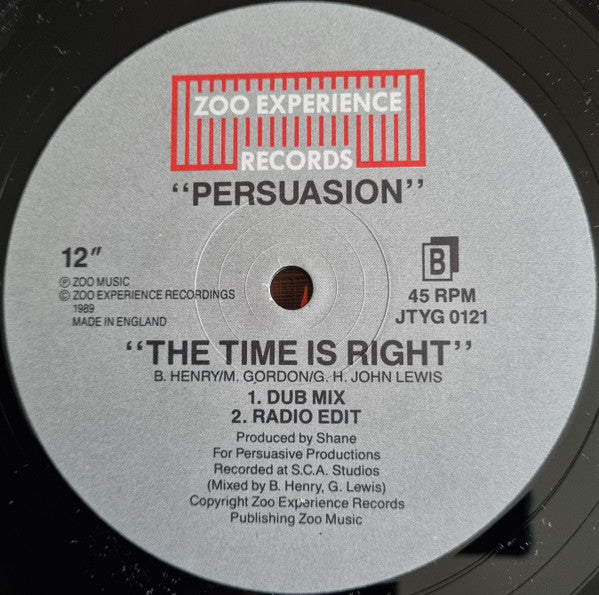 ZOO EXPERIENCE
RECORDS
“PERSUASION”
12″
B
℗ ZOO MUSIC
© ZOO EXPERIENCE RECORDINGS
1989
MADE IN ENGLAND
45 RPM
JTYG 0121
“THE TIME IS RIGHT”
B. HENRY/M. GORDON/G. H. JOHN LEWIS
1. DUB MIX
2. RADIO EDIT
Produced by Shane
For Persuasive Productions
Recorded at S.C.A. Studios
(Mixed by B. Henry, G. Lewis)
Copyright Zoo Experience Records
Publishing Zoo Music